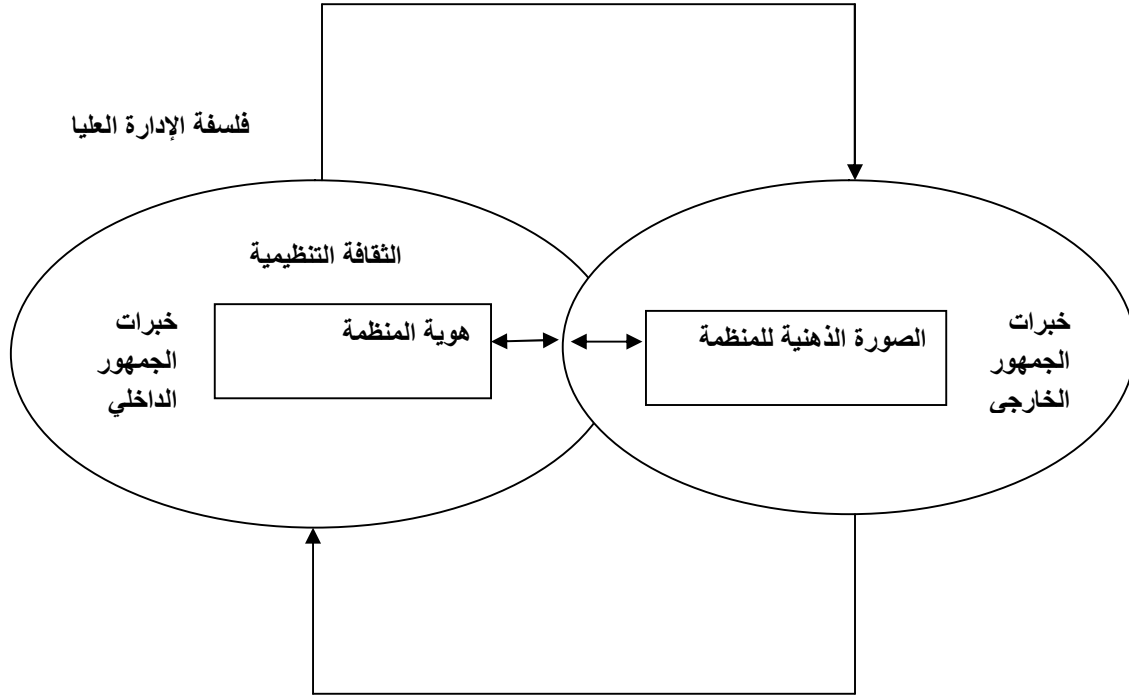 فلسفة الإدارة العليا
الثقافة التنظيمية
خبرات
الجمهور
الخارجى
الصورة الذهنية للمنظمة
هوية المنظمة
خبرات
الجمهور
الداخلي